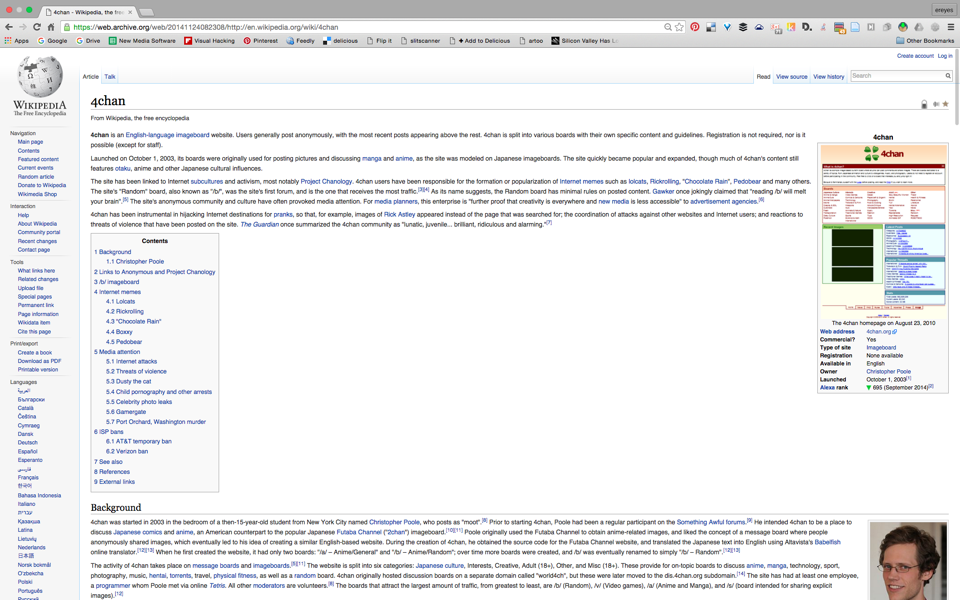 4chan - Wikipedia, the fre
ereyes
https://web.archive.org/web/20141124082308/http://en.wikipedia.org/wiki/4chan
Apps Google Drive New Media Software Visual Hacking Pinterest Feedly delicious Flip it slitscanner + Add to Delicious artoo Silicon Valley Has L Other Bookmarks
Create account Log in
WIKIPEDIA
The Free Encyclopedia
Article Talk
Read View source View history Search
Navigation
Main page
Contents
Featured content
Current events
Random article
Donate to Wikipedia
Wikimedia Shop
Interaction
Help
About Wikipedia
Community portal
Recent changes
Contact page
Tools
What links here
Related changes
Upload file
Special pages
Permanent link
Page information
Wikidata item
Cite this page
Print/export
Create a book
Download as PDF
Printable version
Languages
العربية
Български
Català
Čeština
Cymraeg
Dansk
Deutsch
Español
Esperanto
فارسی
Français
한국어
Bahasa Indonesia
Italiano
עברית
Қазақша
Latina
Lietuvių
Nederlands
日本語
Norsk bokmål
Oʻzbekcha
Polski
Português
Русский
4chan
From Wikipedia, the free encyclopedia
4chan is an English-language imageboard website. Users generally post anonymously, with the most recent posts appearing above the rest. 4chan is split into various boards with their own specific content and guidelines. Registration is not required, nor is it
possible (except for staff).
Launched on October 1, 2003, its boards were originally used for posting pictures and discussing manga and anime, as the site was modeled on Japanese imageboards. The site quickly became popular and expanded, though much of 4chan's content still
features otaku, anime and other Japanese cultural influences.
The site has been linked to Internet subcultures and activism, most notably Project Chanology. 4chan users have been responsible for the formation or popularization of Internet memes such as lolcats, Rickrolling, "Chocolate Rain", Pedobear and many others.
The site's "Random" board, also known as "/b/", was the site's first forum, and is the one that receives the most traffic.[3][4] As its name suggests, the Random board has minimal rules on posted content. Gawker once jokingly claimed that "reading /b/ will melt
your brain".[5] The site's anonymous community and culture have often provoked media attention. For media planners, this enterprise is "further proof that creativity is everywhere and new media is less accessible" to advertisement agencies.[6]
4chan has been instrumental in hijacking Internet destinations for pranks, so that, for example, images of Rick Astley appeared instead of the page that was searched for; the coordination of attacks against other websites and Internet users; and reactions to
threats of violence that have been posted on the site. The Guardian once summarized the 4chan community as "lunatic, juvenile... brilliant, ridiculous and alarming."[7]
Contents
1 Background
1.1 Christopher Poole
2 Links to Anonymous and Project Chanology
3 /b/ imageboard
4 Internet memes
4.1 Lolcats
4.2 Rickrolling
4.3 "Chocolate Rain"
4.4 Boxxy
4.5 Pedobear
5 Media attention
5.1 Internet attacks
5.2 Threats of violence
5.3 Dusty the cat
5.4 Child pornography and other arrests
5.5 Celebrity photo leaks
5.6 Gamergate
5.7 Port Orchard, Washington murder
6 ISP bans
6.1 AT&T temporary ban
6.2 Verizon ban
7 See also
8 References
9 External links
4chan
4chan
The 4chan homepage on August 23, 2010
Web address 4chan.org
Commercial? Yes
Type of site Imageboard
Registration None available
Available in English
Owner Christopher Poole
Launched October 1, 2003[1]
Alexa rank 695 (September 2014)[2]
Background
4chan was started in 2003 in the bedroom of a then-15-year-old student from New York City named Christopher Poole, who posts as "moot".[8] Prior to starting 4chan, Poole had been a regular participant on the Something Awful forums.[9] He intended 4chan to be a place to
discuss Japanese comics and anime, an American counterpart to the popular Japanese Futaba Channel ("2chan") imageboard.[10][11] Poole originally used the Futaba Channel to obtain anime-related images, and liked the concept of a message board where people
anonymously shared images, which eventually led to his idea of creating a similar English-based website. During the creation of 4chan, he obtained the source code for the Futaba Channel website, and translated the Japanese text into English using Altavista's Babelfish
online translator.[12][13] When he first created the website, it had only two boards: "/a/ – Anime/General" and "/b/ – Anime/Random"; over time more boards were created, and /b/ was eventually renamed to simply "/b/ – Random".[12][13]
The activity of 4chan takes place on message boards and imageboards.[5][11] The website is split into six categories: Japanese culture, Interests, Creative, Adult (18+), Other, and Misc (18+). These provide for on-topic boards to discuss anime, manga, technology, sport,
photography, music, hentai, torrents, travel, physical fitness, as well as a random board. 4chan originally hosted discussion boards on a separate domain called "world4ch", but these were later moved to the dis.4chan.org subdomain.[14] The site has had at least one employee,
a programmer whom Poole met via online Tetris. All other moderators are volunteers.[8] The boards that attract the largest amount of traffic, from greatest to least, are /b/ (Random), /v/ (Video games), /a/ (Anime and Manga), and /s/ (board intended for sharing explicit
images).[12]